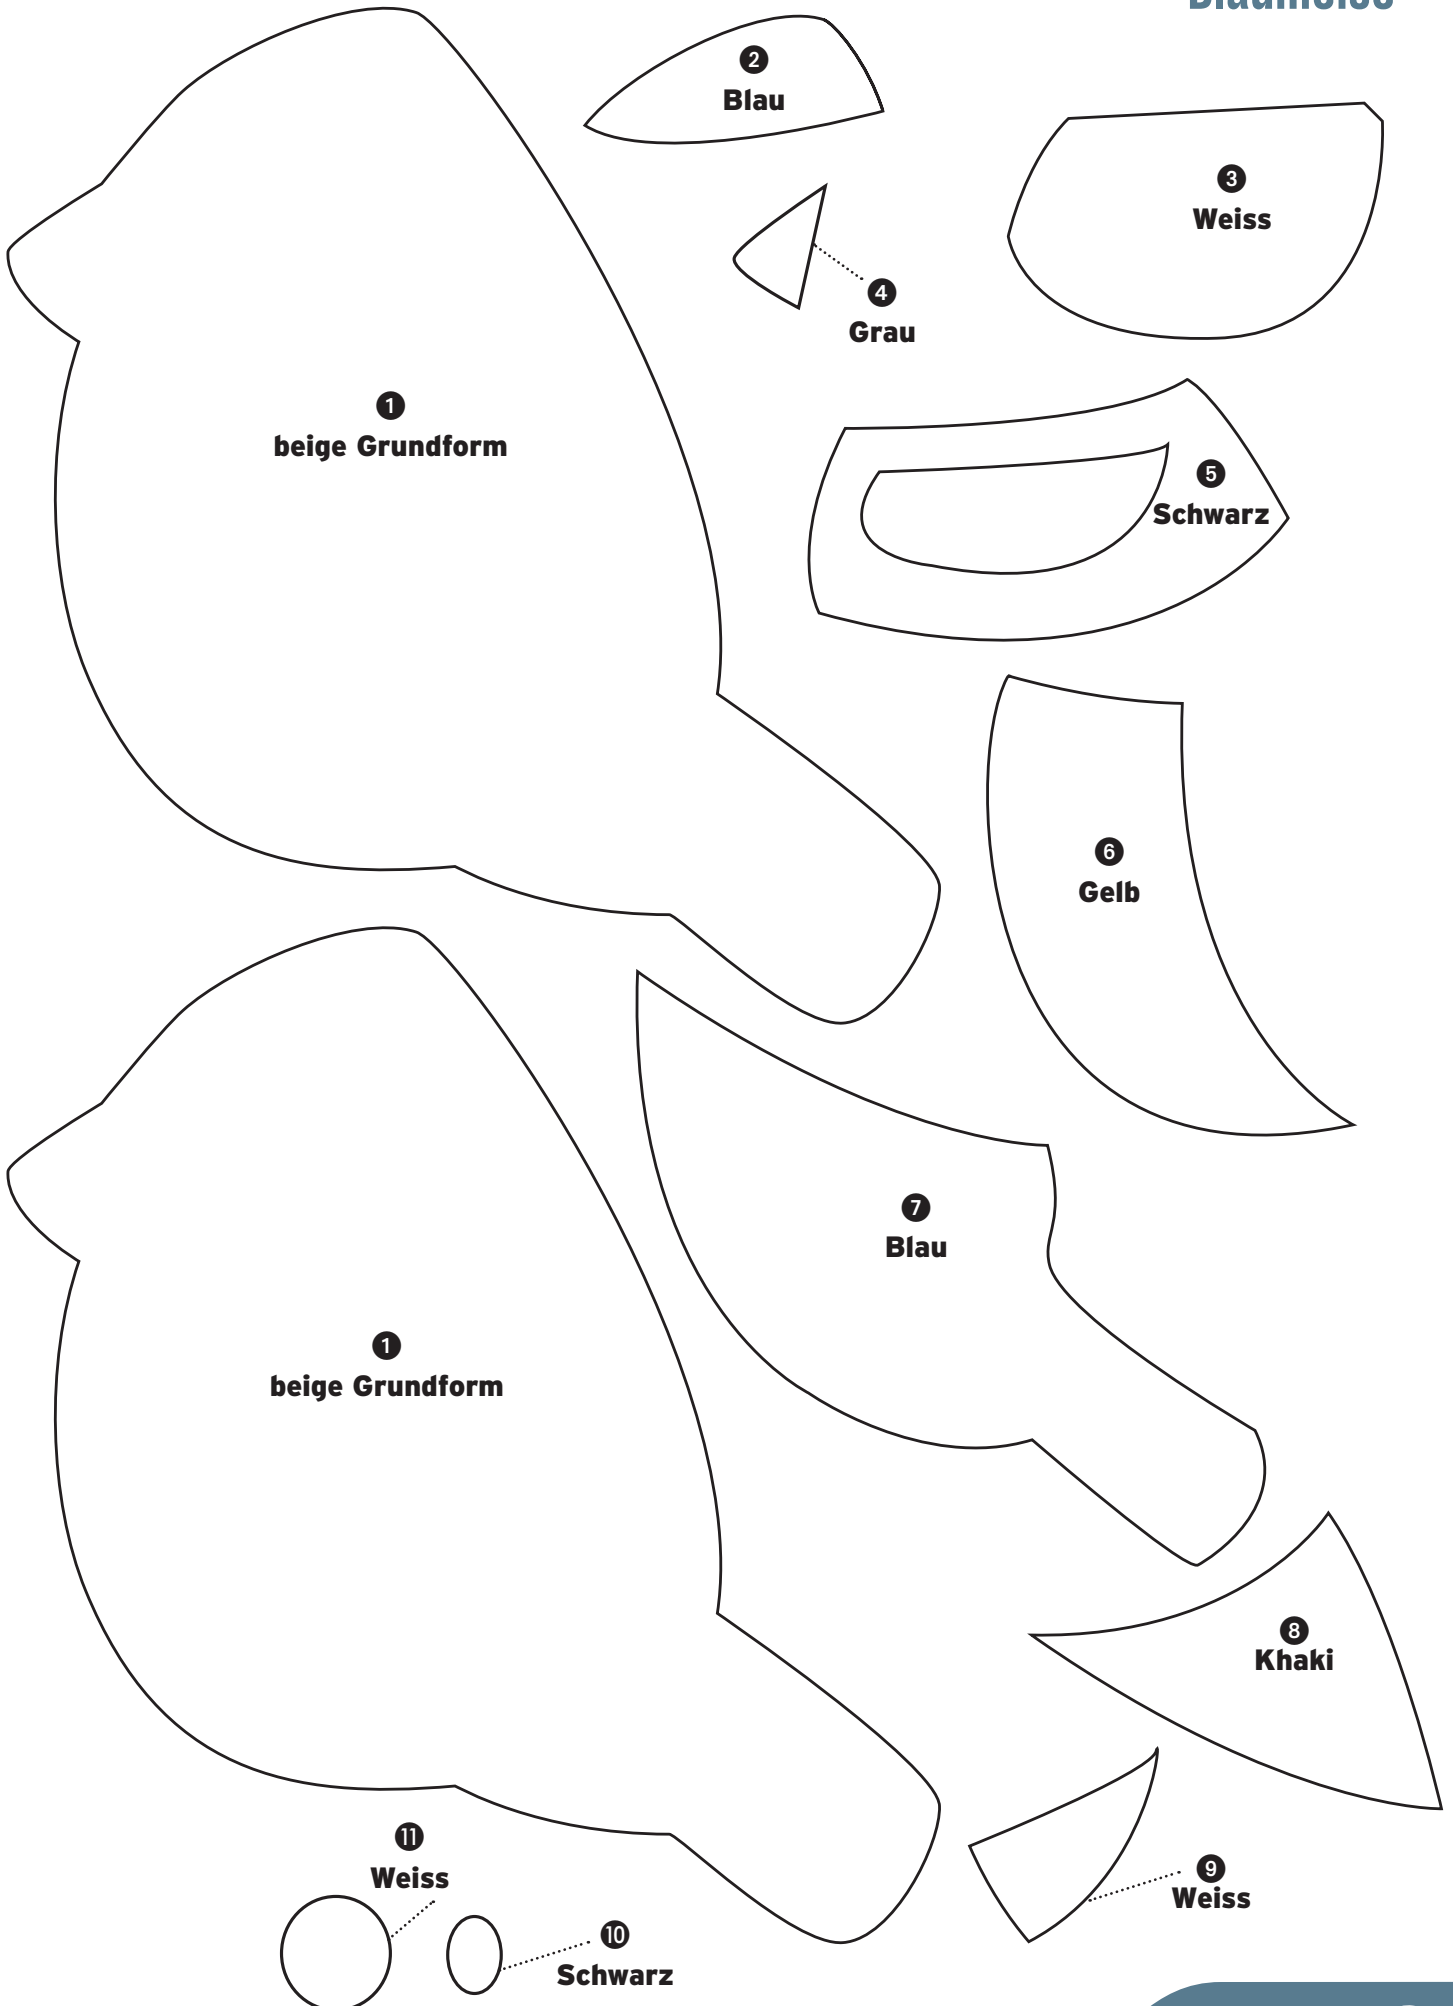 2
Blau
3
Weiss
4
Grau
1
beige Grundform
5
Schwarz
6
Gelb
7
Blau
1
beige Grundform
8
Khaki
11
Weiss
9
Weiss
10
Schwarz